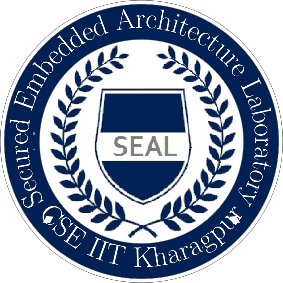 Secured Embedded Architecture Laboratory
SEAL
CSE IIT Kharagpur